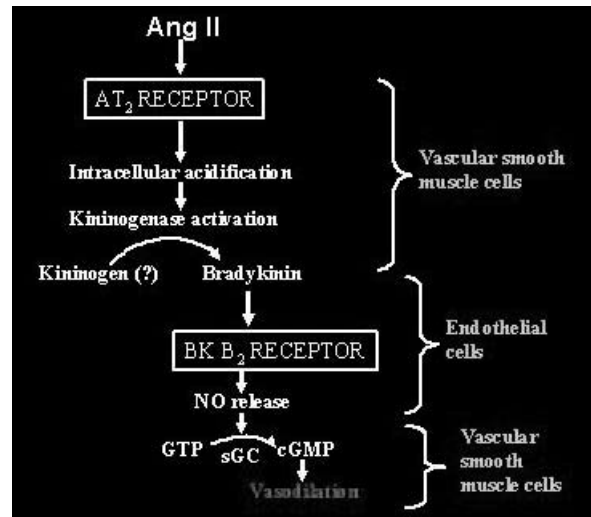 Ang II
AT2 RECEPTOR
Intracellular acidification
Kininogenase activation
Kininogen (?) Bradykinin
Vascular smooth
muscle cells
BK B2 RECEPTOR
NO release
Endothelial
cells
GTP sGC cGMP
Vasodilation
Vascular
smooth
muscle cells